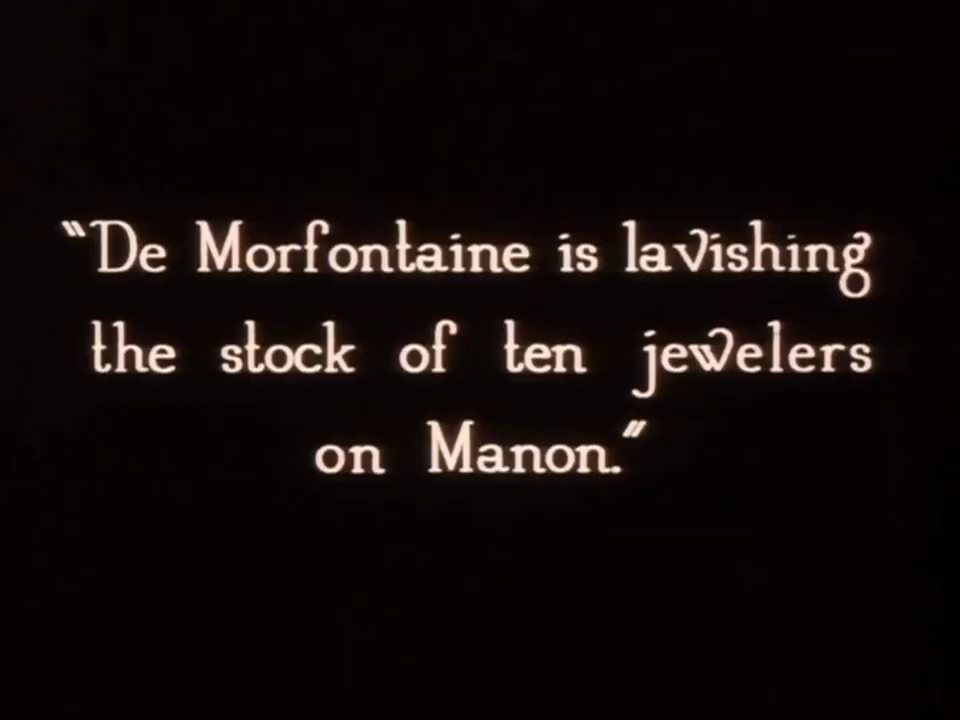 “De Morfontaine is lavishing
the stock of ten jewelers
on Manon.”